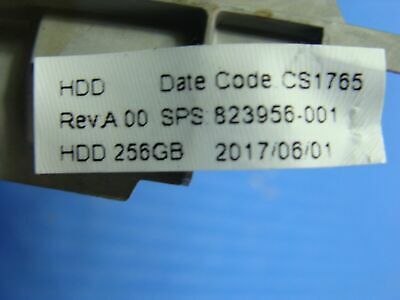 HDD Date Code CS1765
Rev.A 00 SPS 823956-001
HDD 256GB 2017/06/01